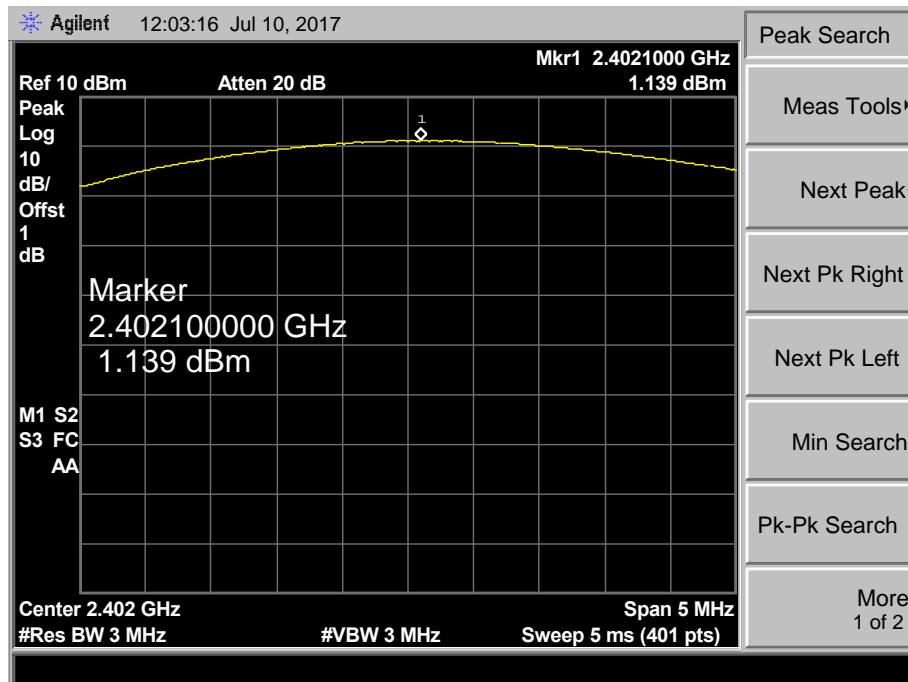 Agilent 12:03:16 Jul 10, 2017
Mkr1 2.4021000 GHz
Ref 10 dBm Atten 20 dB 1.139 dBm
Peak
Log
10
dB/
Offst
1
dB
1
Marker
2.402100000 GHz
1.139 dBm
M1 S2
S3 FC
AA
Center 2.402 GHz Span 5 MHz
#Res BW 3 MHz #VBW 3 MHz Sweep 5 ms (401 pts)
Peak Search
Meas Tools
Next Peak
Next Pk Right
Next Pk Left
Min Search
Pk-Pk Search
More
1 of 2